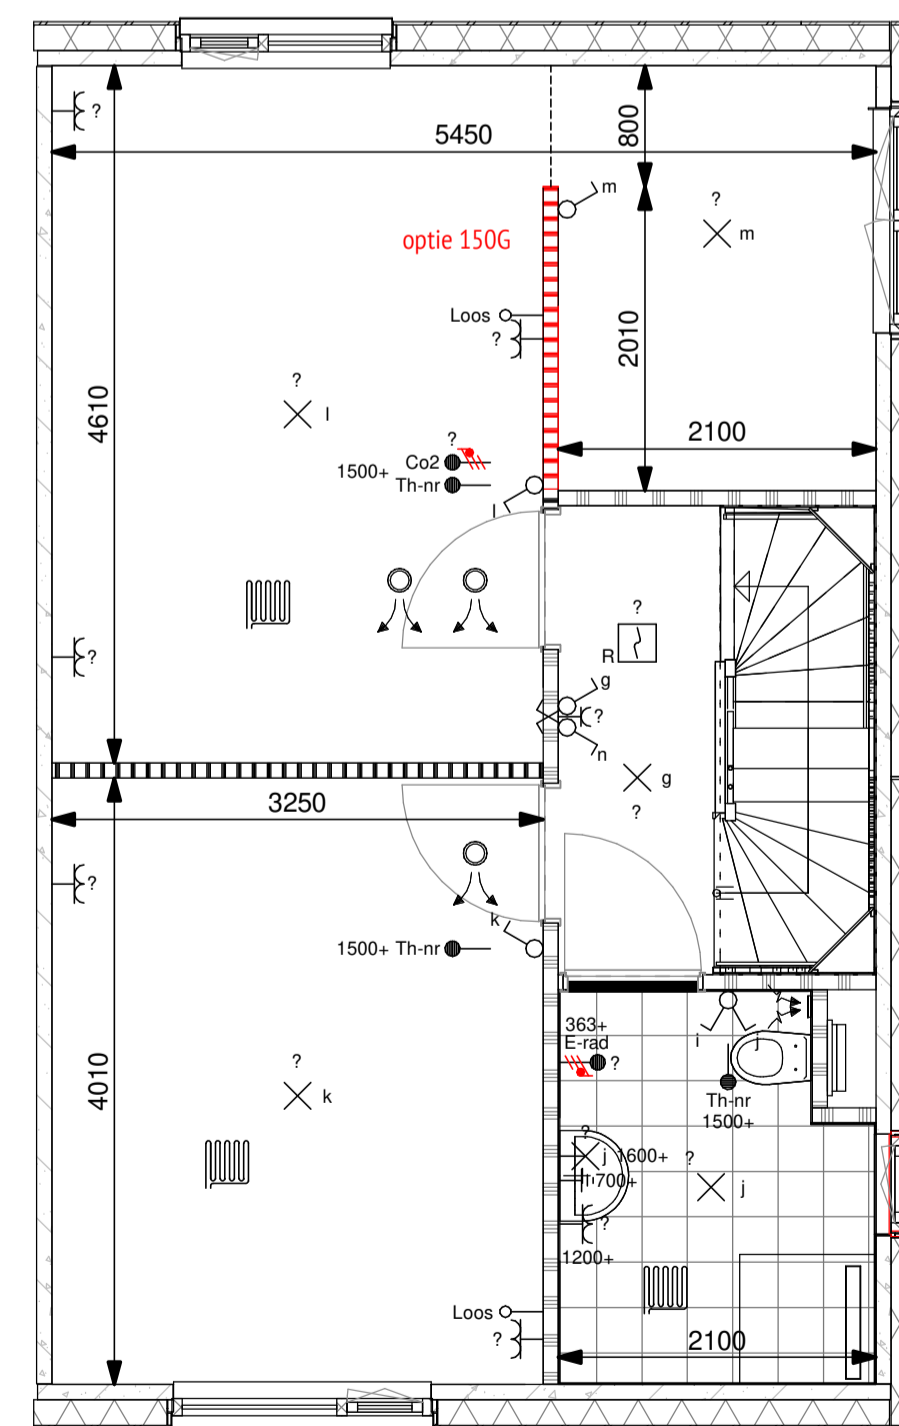 ?
5450
800
m
?
m
optie 150G
Loos
?
2010
?
l
4610
2100
?
Co2
1500+
Th-nr
l
?
R
?
g
?
n
g
?
3250
?
k
1500+ Th-nr
363+
E-rad
?
i
j
Th-nr
1500+
?
k
4010
?
j 1600+
?
1700+
j
?
1200+
Loos
?
2100